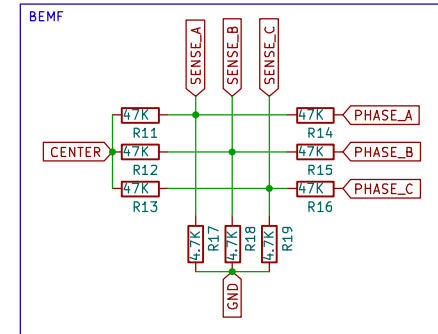 BEMF
SENSE_A
SENSE_B
SENSE_C
47K
R11
47K
R14
PHASE_A
CENTER
47K
R12
47K
R15
PHASE_B
47K
R13
47K
R16
PHASE_C
4.7K
R17
4.7K
R18
4.7K
R19
GND